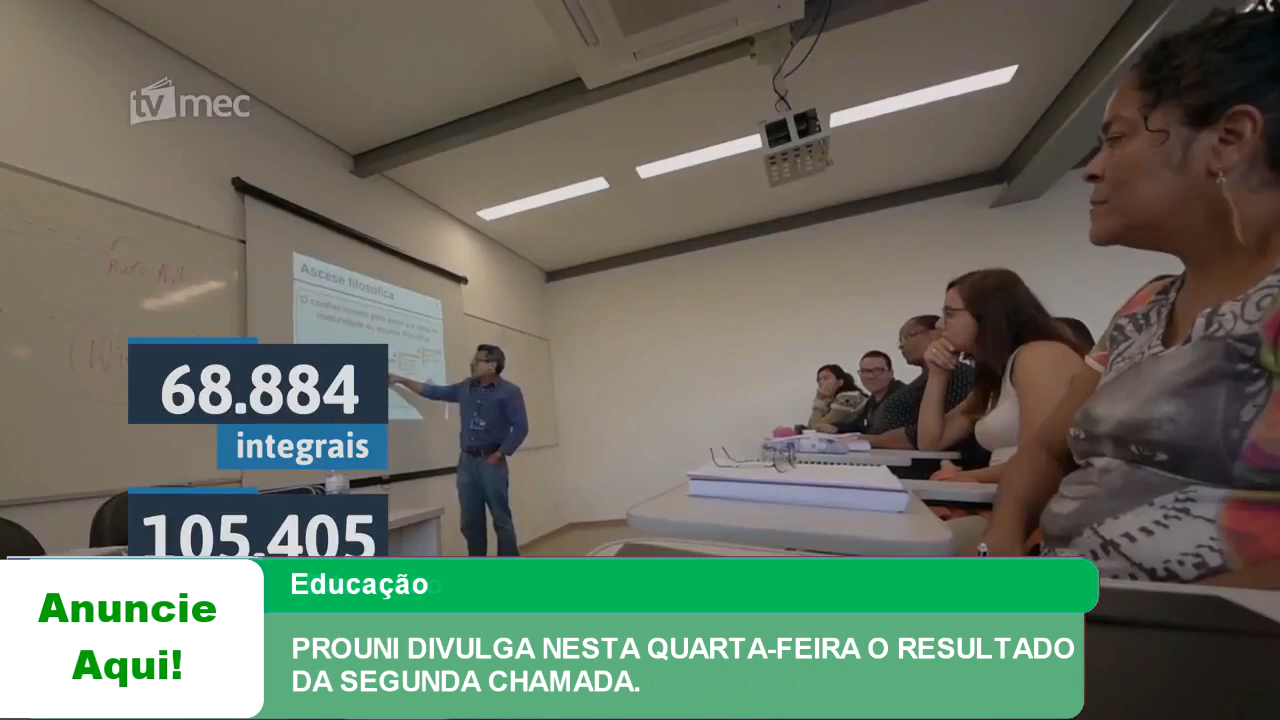 tv mec
Ascese filosófica
68.884
integrais
105.405
Anuncie
Aqui!
Educação
PROUNI DIVULGA NESTA QUARTA-FEIRA O RESULTADO
DA SEGUNDA CHAMADA.